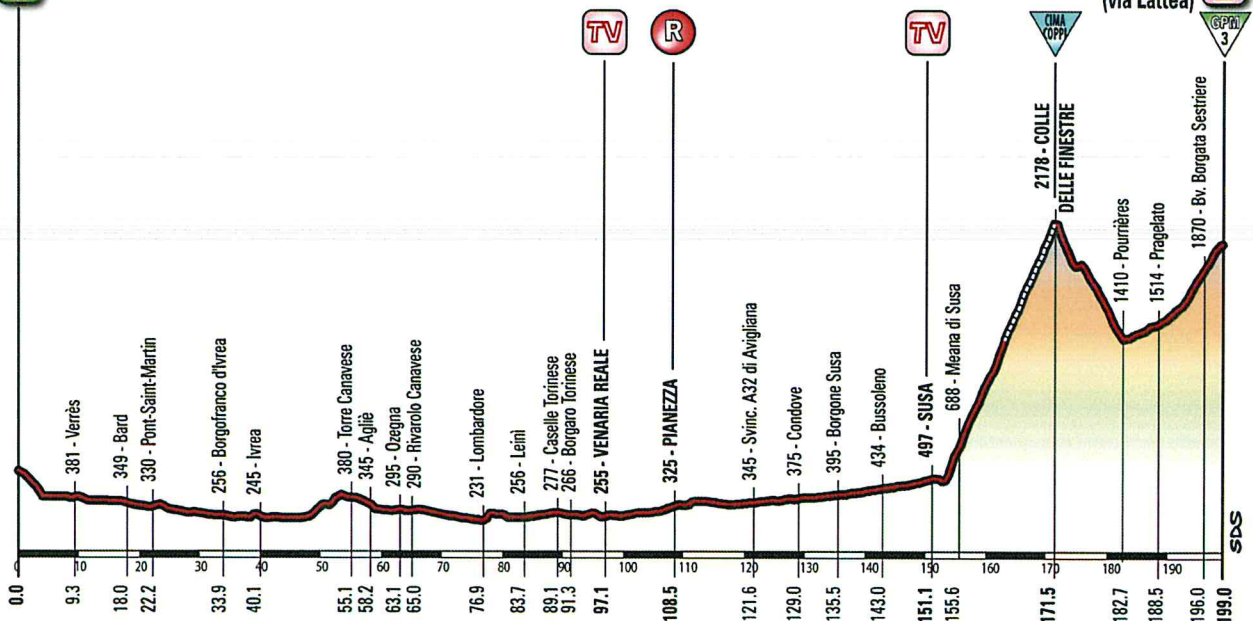 (via Lattea)
TV
R
TV
CIMA COPPI
GPM
3
381 - Verrès
349 - Bard
330 - Pont-Saint-Martin
256 - Borgofranco d'Ivrea
245 - Ivrea
380 - Torre Canavese
345 - Agliè
295 - Ozegna
290 - Rivarolo Canavese
231 - Lombardore
256 - Leinì
277 - Caselle Torinese
266 - Borgaro Torinese
255 - VENARIA REALE
325 - PIANEZZA
345 - Svinc. A32 di Avigliana
375 - Condove
395 - Borgone Susa
434 - Bussoleno
497 - SUSA
688 - Meana di Susa
2178 - COLLE
DELLE FINESTRE
1410 - Pourrières
1514 - Pragelato
1870 - Bv. Borgata Sestriere
SDS
0 10 20 30 40 50 60 70 80 90 100 110 120 130 140 150 160 170 180 190
0.0 9.3 18.0 22.2 33.9 40.1 55.1 58.2 63.1 65.0 76.9 83.7 89.1 91.3 97.1 108.5 121.6 129.0 135.5 143.0 151.1 155.6 171.5 182.7 188.5 196.0 199.0